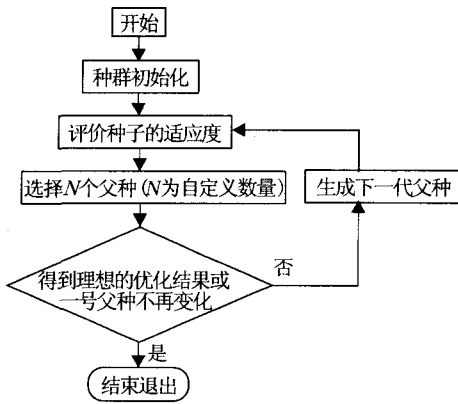 开始
种群初始化
评价种子的适应度
选择N个父种(N为自定义数量)
生成下一代父种
得到理想的优化结果或
一号父种不再变化
否
是
结束退出